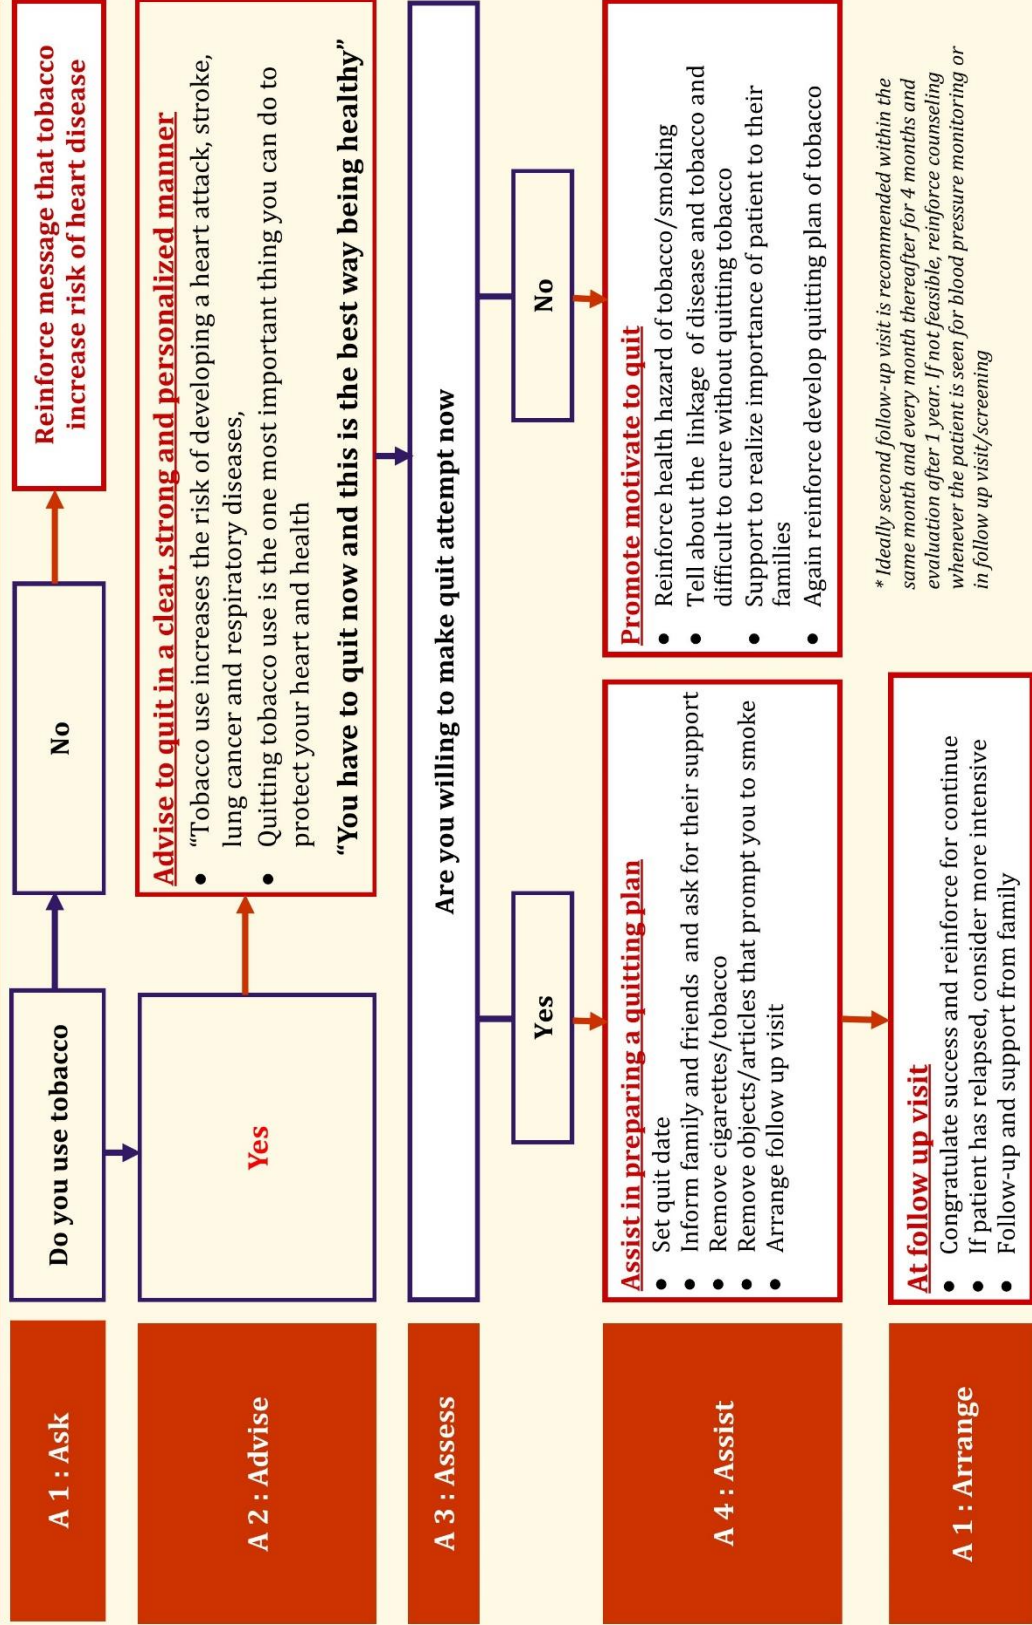 A 1 : Ask
Do you use tobacco
No
Reinforce message that tobacco
increase risk of heart disease
A 2 : Advise
Yes
Advise to quit in a clear, strong and personalized manner
● “Tobacco use increases the risk of developing a heart attack, stroke,
lung cancer and respiratory diseases,
● Quitting tobacco use is the one most important thing you can do to
protect your heart and health
“You have to quit now and this is the best way being healthy”
A 3 : Assess
Are you willing to make quit attempt now
Yes
No
A 4 : Assist
Assist in preparing a quitting plan
● Set quit date
● Inform family and friends and ask for their support
● Remove cigarettes/tobacco
● Remove objects/articles that prompt you to smoke
● Arrange follow up visit
Promote motivate to quit
● Reinforce health hazard of tobacco/smoking
● Tell about the linkage of disease and tobacco and
difficult to cure without quitting tobacco
● Support to realize importance of patient to their
families
● Again reinforce develop quitting plan of tobacco
A 1 : Arrange
At follow up visit
● Congratulate success and reinforce for continue
● If patient has relapsed, consider more intensive
● Follow-up and support from family
* Ideally second follow-up visit is recommended within the
same month and every month thereafter for 4 months and
evaluation after 1 year. If not feasible, reinforce counseling
whenever the patient is seen for blood pressure monitoring or
in follow up visit/screening